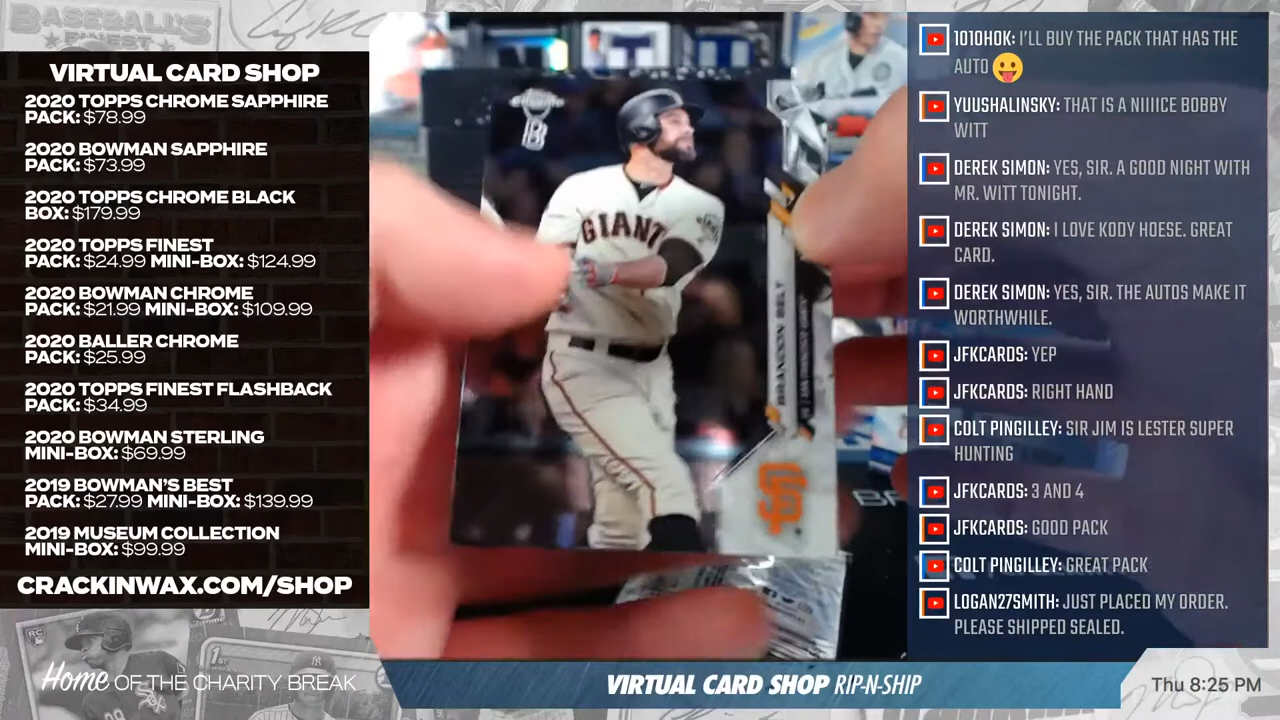 BASEBALL'S
FINEST
VIRTUAL CARD SHOP
2020 TOPPS CHROME SAPPHIRE
PACK: $78.99
2020 BOWMAN SAPPHIRE
PACK: $73.99
2020 TOPPS CHROME BLACK
BOX: $179.99
2020 TOPPS FINEST
PACK: $24.99 MINI-BOX: $124.99
2020 BOWMAN CHROME
PACK: $21.99 MINI-BOX: $109.99
2020 BALLER CHROME
PACK: $25.99
2020 TOPPS FINEST FLASHBACK
PACK: $34.99
2020 BOWMAN STERLING
MINI-BOX: $69.99
2019 BOWMAN'S BEST
PACK: $27.99 MINI-BOX: $139.99
2019 MUSEUM COLLECTION
MINI-BOX: $99.99
CRACKINWAX.COM/SHOP
RC
1ST
Home OF THE CHARITY BREAK
GIANT
BRANDON BELT
SF
1010HOK: I'LL BUY THE PACK THAT HAS THE
AUTO 😛
YUUSHALINSKY: THAT IS A NIIIICE BOBBY
WITT
DEREK SIMON: YES, SIR. A GOOD NIGHT WITH
MR. WITT TONIGHT.
DEREK SIMON: I LOVE KODY HOESE. GREAT
CARD.
DEREK SIMON: YES, SIR. THE AUTOS MAKE IT
WORTHWHILE.
JFKCARDS: YEP
JFKCARDS: RIGHT HAND
COLT PINGILLEY: SIR JIM IS LESTER SUPER
HUNTING
JFKCARDS: 3 AND 4
JFKCARDS: GOOD PACK
COLT PINGILLEY: GREAT PACK
LOGAN27SMITH: JUST PLACED MY ORDER.
PLEASE SHIPPED SEALED.
VIRTUAL CARD SHOP RIP-N-SHIP
Thu 8:25 PM